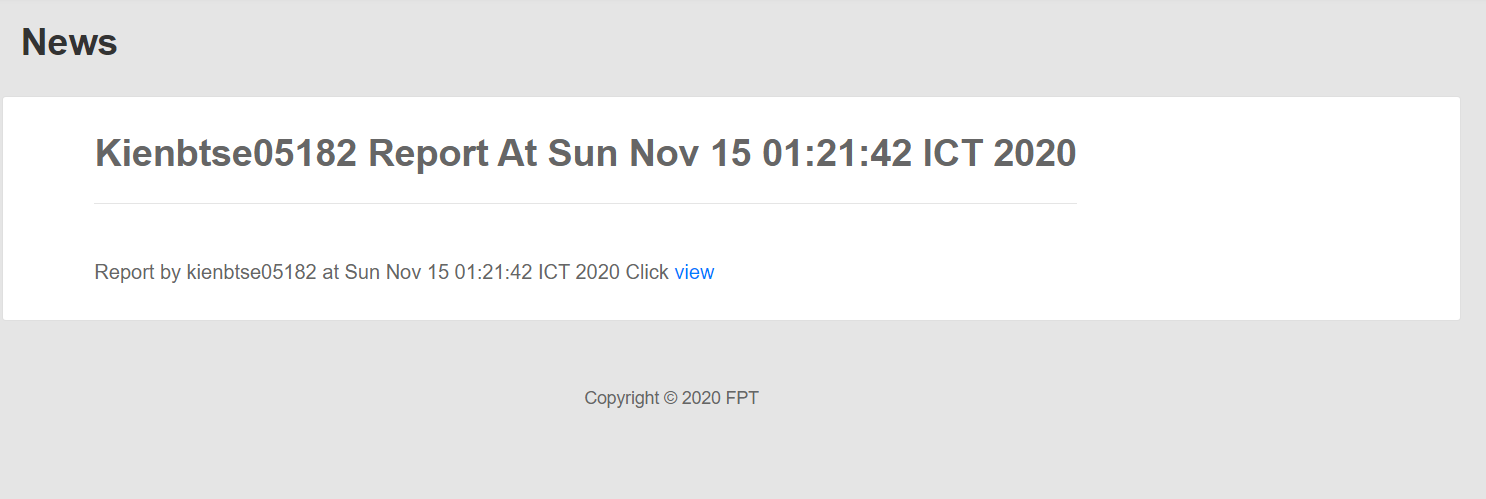 News
Kienbtse05182 Report At Sun Nov 15 01:21:42 ICT 2020
Report by kienbtse05182 at Sun Nov 15 01:21:42 ICT 2020 Click view
Copyright © 2020 FPT